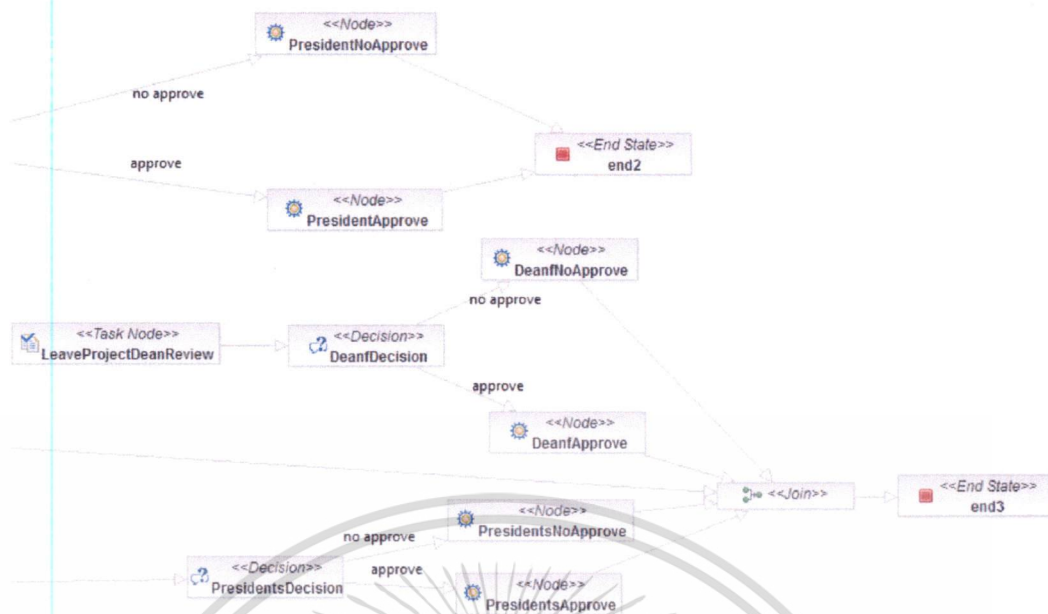 <<Node>>
PresidentNoApprove
no approve
<<End State>>
end2
approve
<<Node>>
PresidentApprove
<<Node>>
DeanfNoApprove
no approve
<<Task Node>>
LeaveProjectDeanReview
<<Decision>>
DeanfDecision
approve
<<Node>>
DeanfApprove
<<Join>>
<<End State>>
end3
<<Node>>
PresidentsNoApprove
no approve
<<Decision>>
PresidentsDecision
approve
<<Node>>
PresidentsApprove